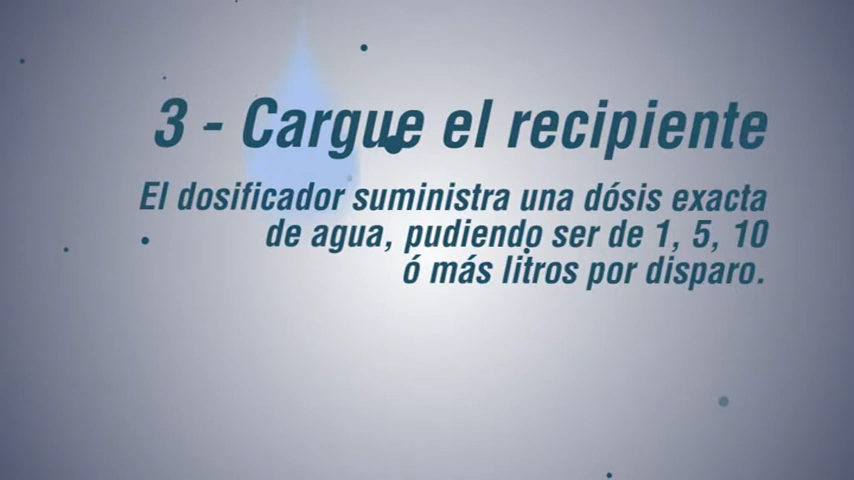 3 - Cargue el recipiente
El dosificador suministra una dósis exacta
de agua, pudiendo ser de 1, 5, 10
ó más litros por disparo.